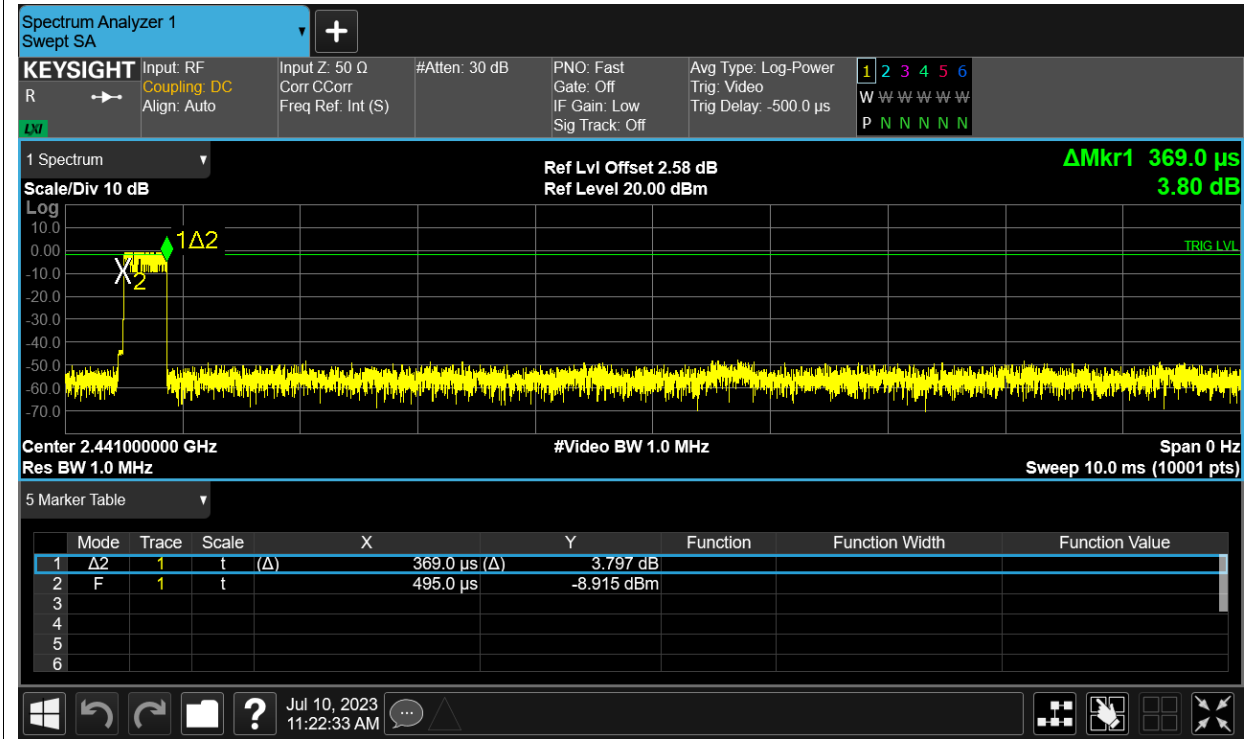 Spectrum Analyzer 1
Swept SA
KEYSIGHT
R
LXI
Input: RF
Coupling: DC
Align: Auto
Input Z: 50 Ω
Corr CCorr
Freq Ref: Int (S)
#Atten: 30 dB
PNO: Fast
Gate: Off
IF Gain: Low
Sig Track: Off
Avg Type: Log-Power
Trig: Video
Trig Delay: -500.0 µs
1 2 3 4 5 6
W W W W W W
P N N N N N
1 Spectrum
Scale/Div 10 dB
Ref Lvl Offset 2.58 dB
Ref Level 20.00 dBm
ΔMkr1 369.0 µs
3.80 dB
Log
10.0
0.00
-10.0
-20.0
-30.0
-40.0
-50.0
-60.0
-70.0
1Δ2
X2
TRIG LVL
Center 2.441000000 GHz
#Video BW 1.0 MHz
Span 0 Hz
Res BW 1.0 MHz
Sweep 10.0 ms (10001 pts)
5 Marker Table
Mode Trace Scale X Y Function Function Width Function Value
1 Δ2 1 t (Δ) 369.0 µs (Δ) 3.797 dB
2 F 1 t 495.0 µs -8.915 dBm
3
4
5
6
?
Jul 10, 2023
11:22:33 AM